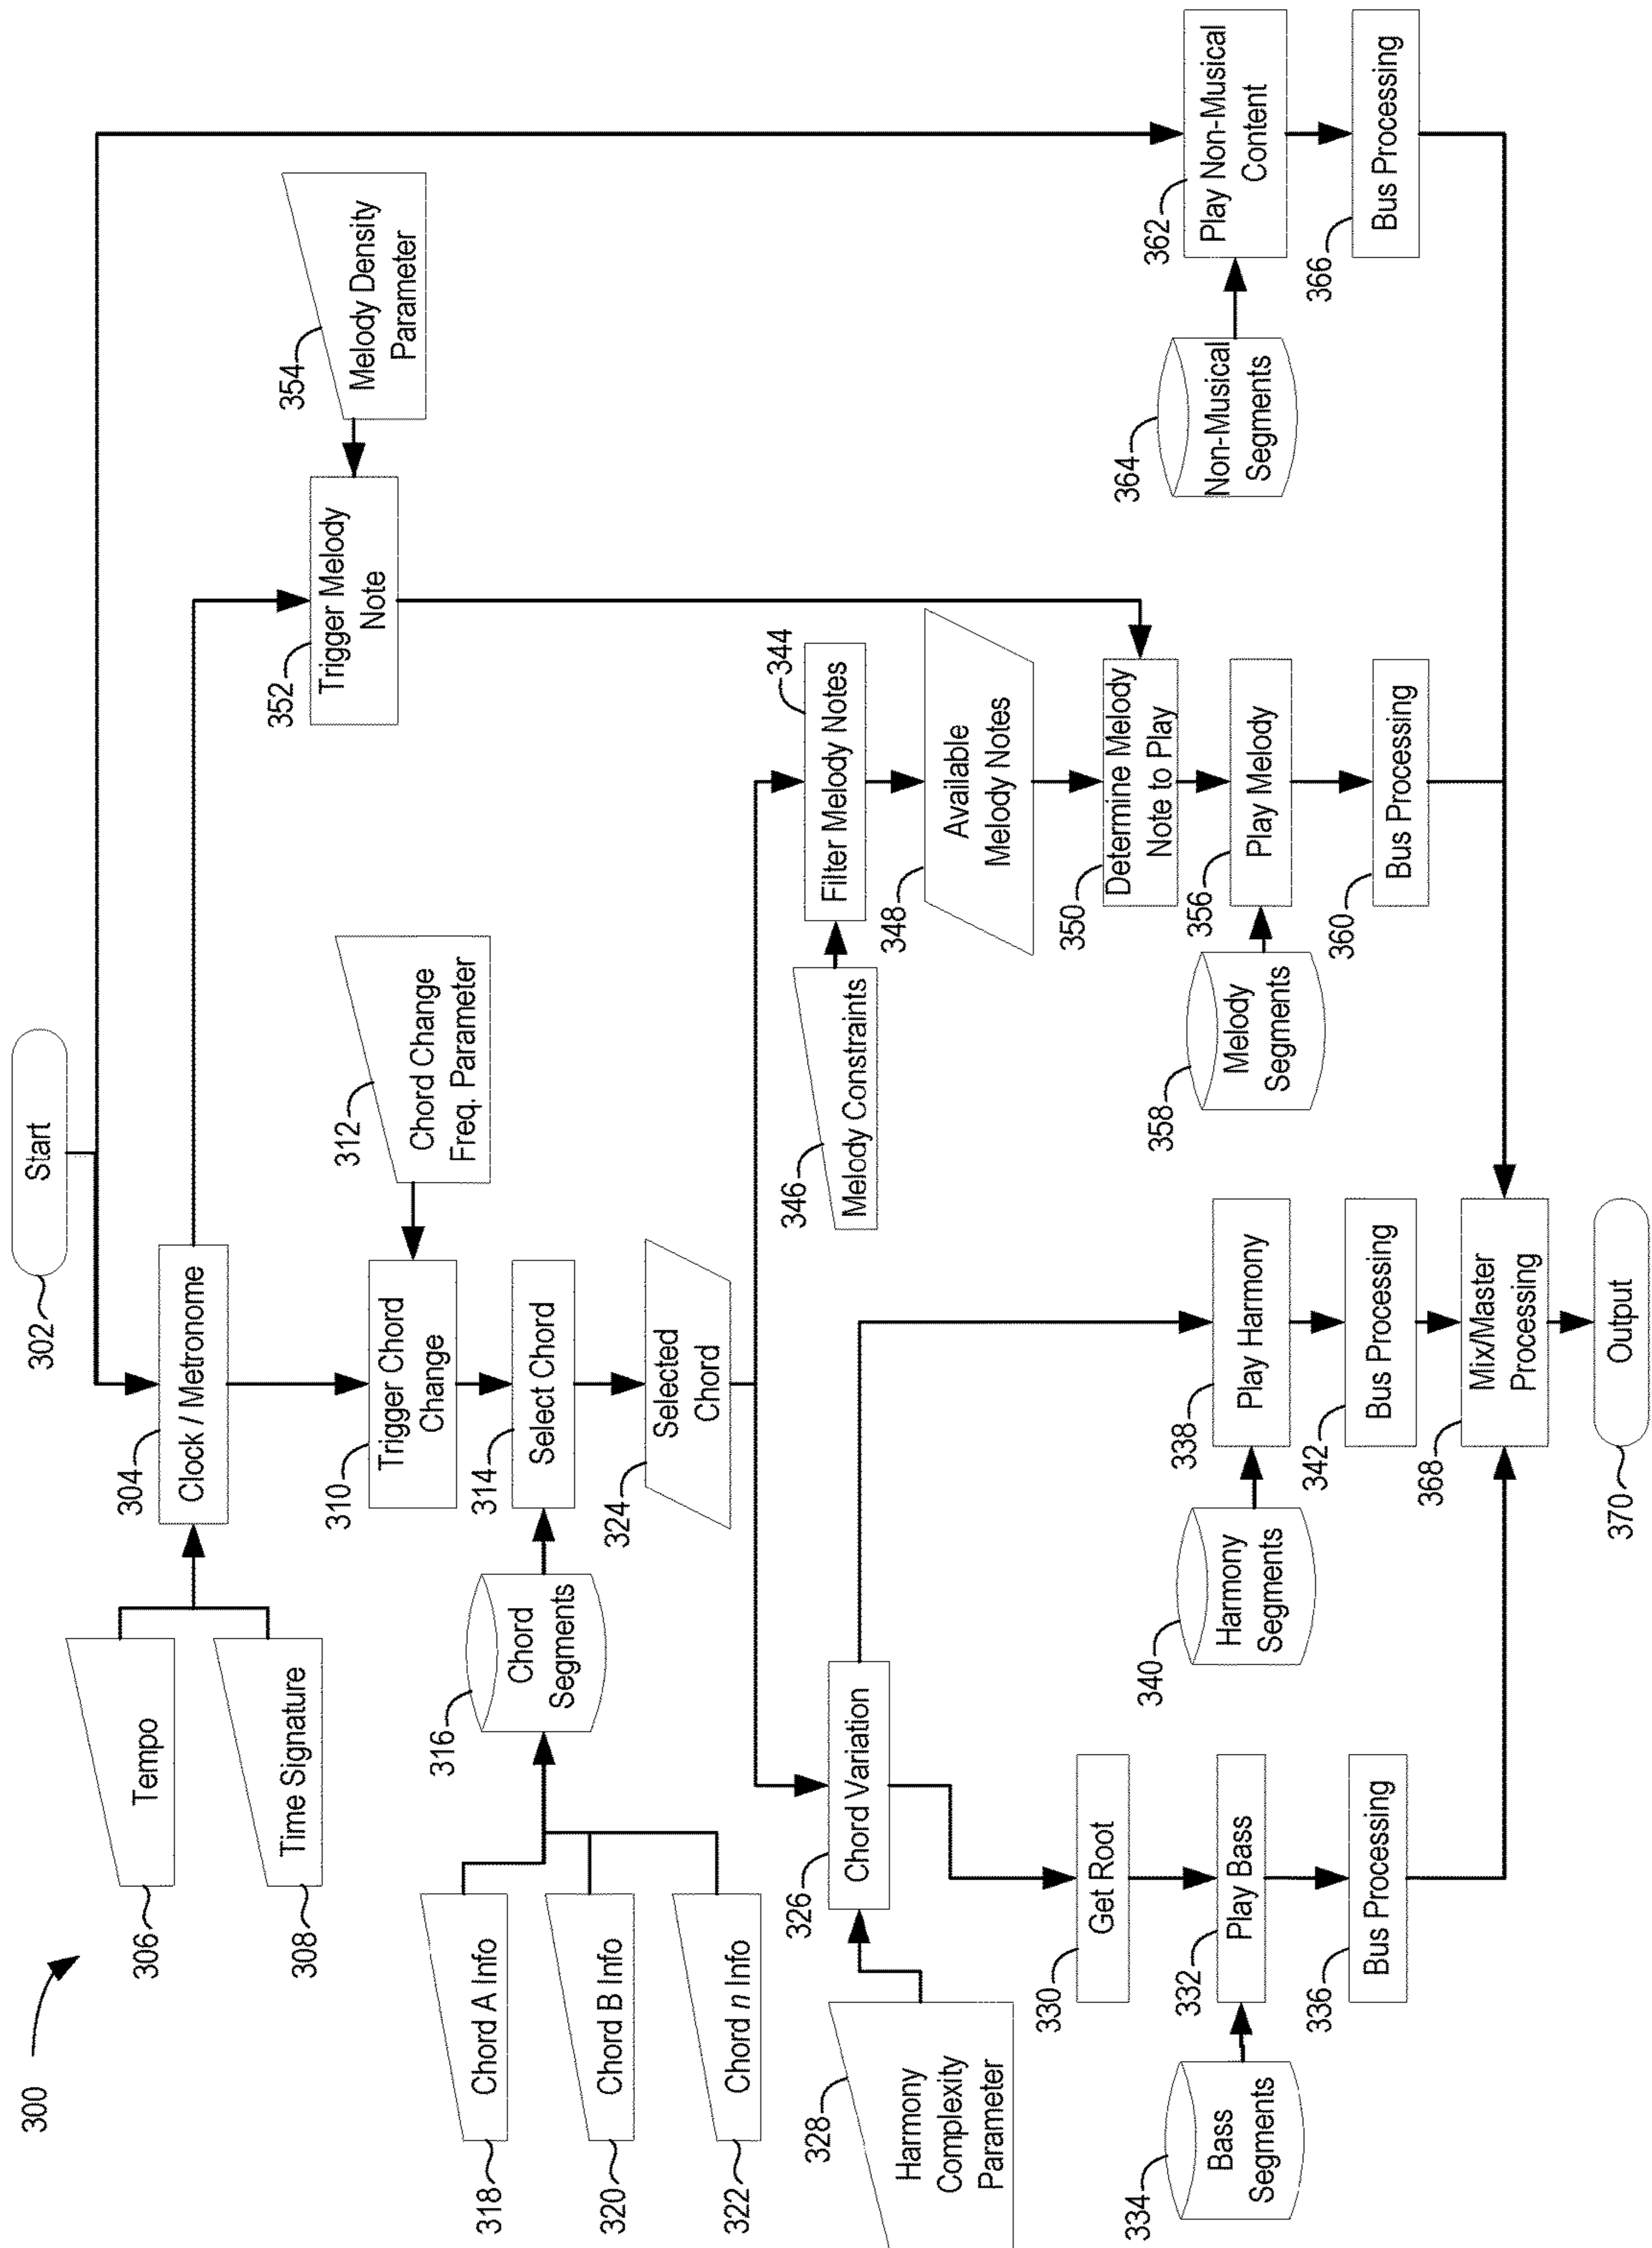 300
Start
302
Tempo
306
Time Signature
308
Clock / Metronome
304
Chord Change
Freq. Parameter
312
Trigger Chord
Change
310
Melody Density
Parameter
354
Trigger Melody
Note
352
Chord A Info
318
Chord B Info
320
Chord n Info
322
Chord
Segments
316
Select Chord
314
Selected
Chord
324
Harmony
Complexity
Parameter
328
Chord Variation
326
Melody Constraints
346
Filter Melody Notes
344
Available
Melody Notes
348
Get Root
330
Determine Melody
Note to Play
350
Bass
Segments
334
Play Bass
332
Harmony
Segments
340
Play Harmony
338
Melody
Segments
358
Play Melody
356
Non-Musical
Segments
364
Play Non-Musical
Content
362
Bus Processing
336
Bus Processing
342
Bus Processing
360
Bus Processing
366
Mix/Master
Processing
368
Output
370